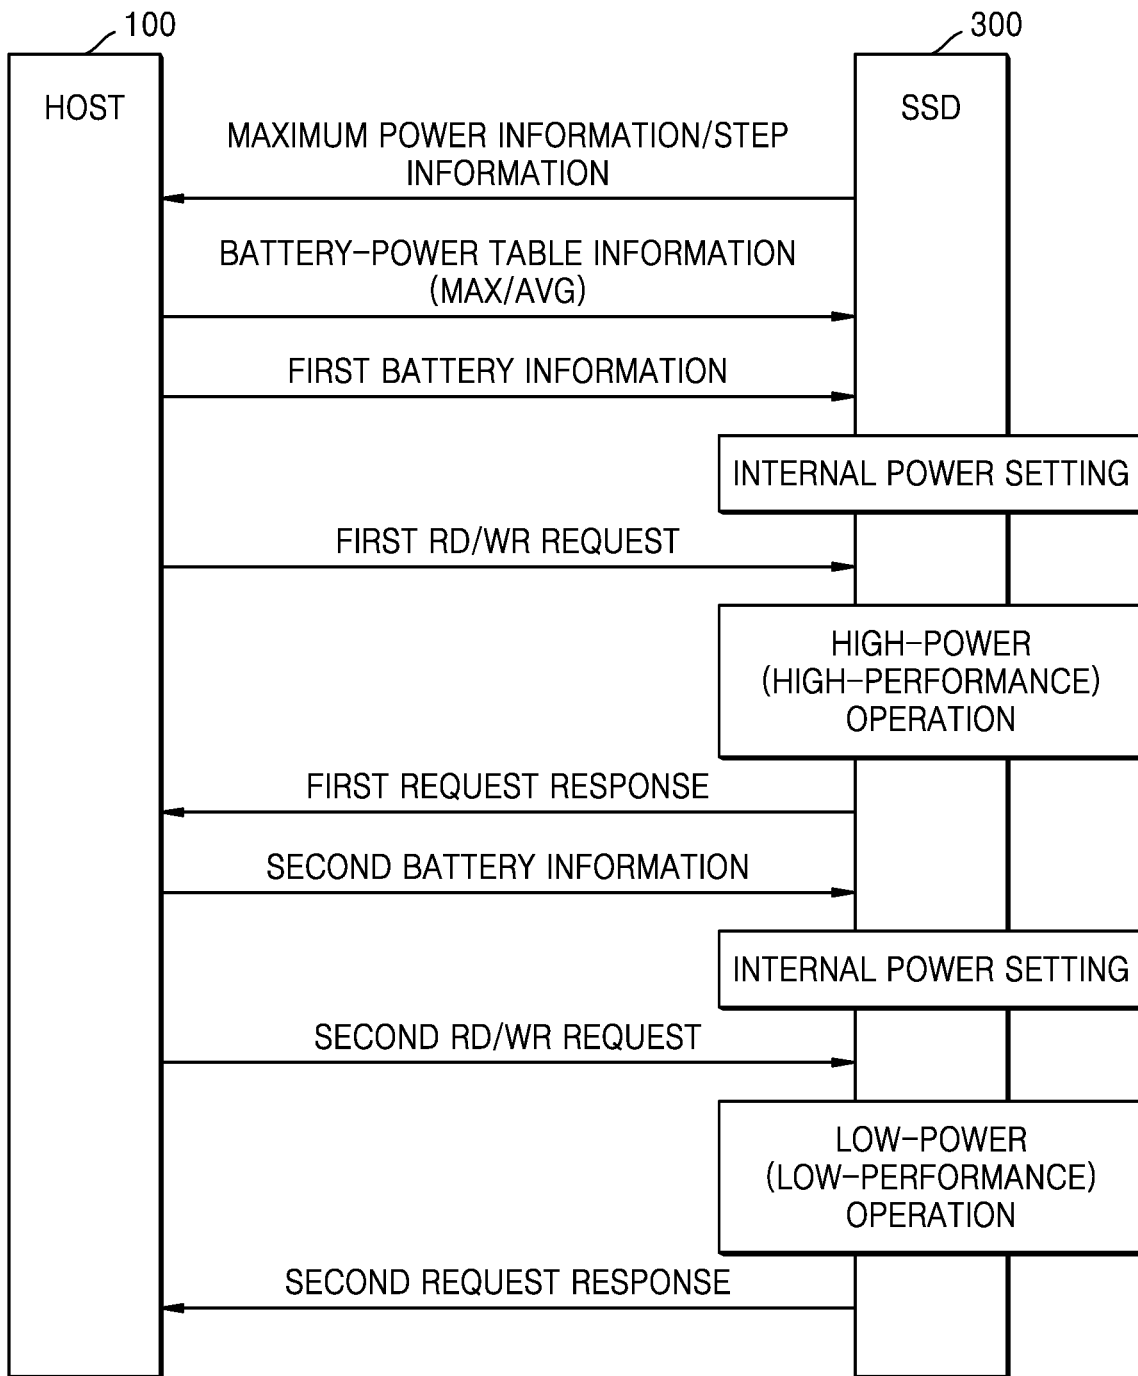 100
300
HOST
SSD
MAXIMUM POWER INFORMATION/STEP
INFORMATION
BATTERY-POWER TABLE INFORMATION
(MAX/AVG)
FIRST BATTERY INFORMATION
INTERNAL POWER SETTING
FIRST RD/WR REQUEST
HIGH-POWER
(HIGH-PERFORMANCE)
OPERATION
FIRST REQUEST RESPONSE
SECOND BATTERY INFORMATION
INTERNAL POWER SETTING
SECOND RD/WR REQUEST
LOW-POWER
(LOW-PERFORMANCE)
OPERATION
SECOND REQUEST RESPONSE